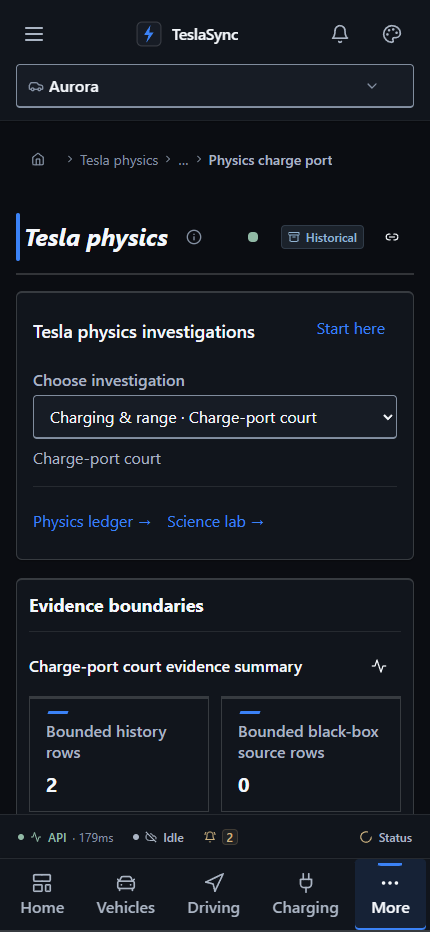 TeslaSync
Aurora
Tesla physics › ... › Physics charge port
Tesla physics
Historical
Tesla physics investigations
Start here
Choose investigation
Charging & range · Charge-port court
Charge-port court
Physics ledger → Science lab →
Evidence boundaries
Charge-port court evidence summary
Bounded history
rows
2
Bounded black-box
source rows
0
API · 179ms
Idle
2
Status
Home
Vehicles
Driving
Charging
More